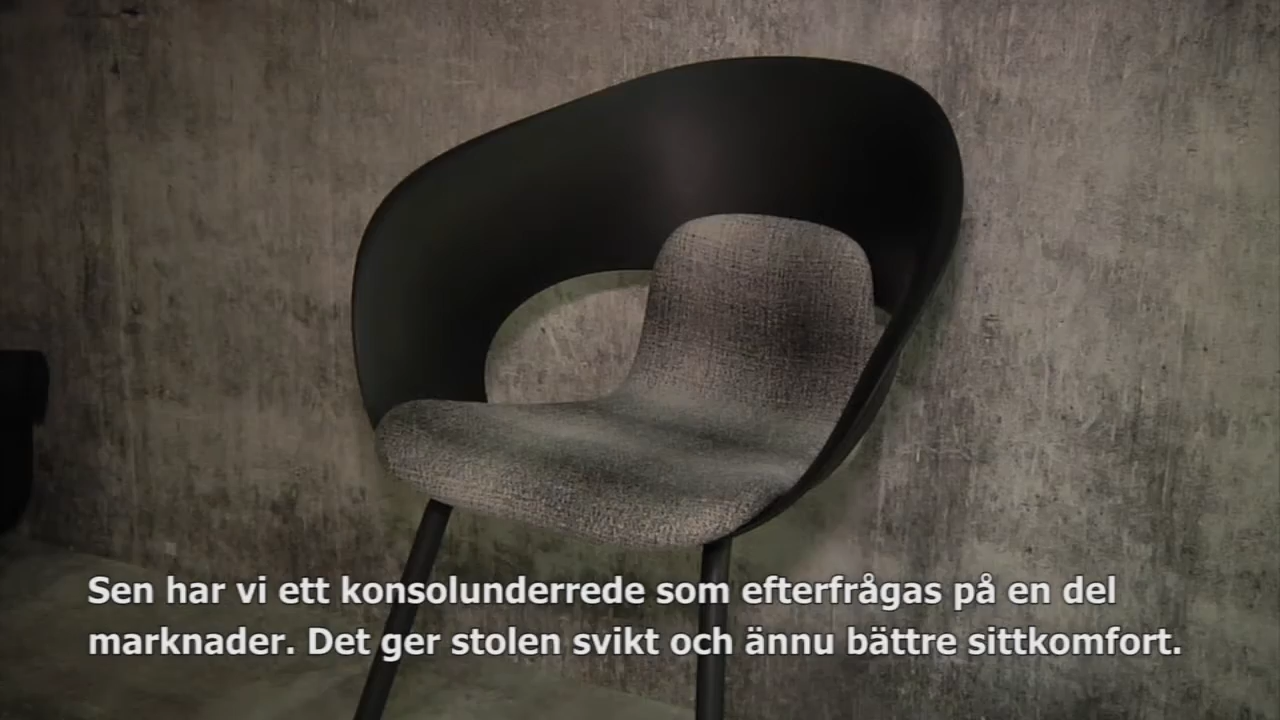 Sen har vi ett konsolunderrede som efterfrågas på en del
marknader. Det ger stolen svikt och ännu bättre sittkomfort.